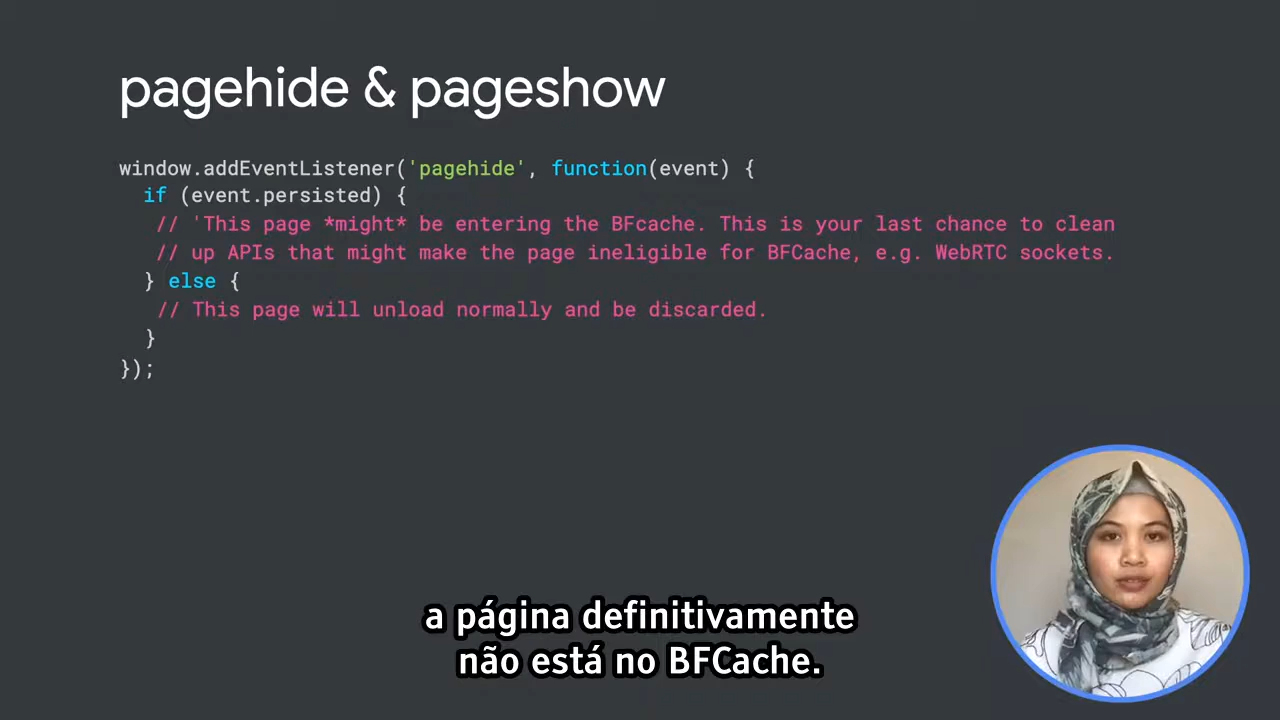 pagehide & pageshow
window.addEventListener('pagehide', function(event) {
if (event.persisted) {
// 'This page *might* be entering the BFcache. This is your last chance to clean
// up APIs that might make the page ineligible for BFCache, e.g. WebRTC sockets.
} else {
// This page will unload normally and be discarded.
}
});
a página definitivamente
não está no BFCache.